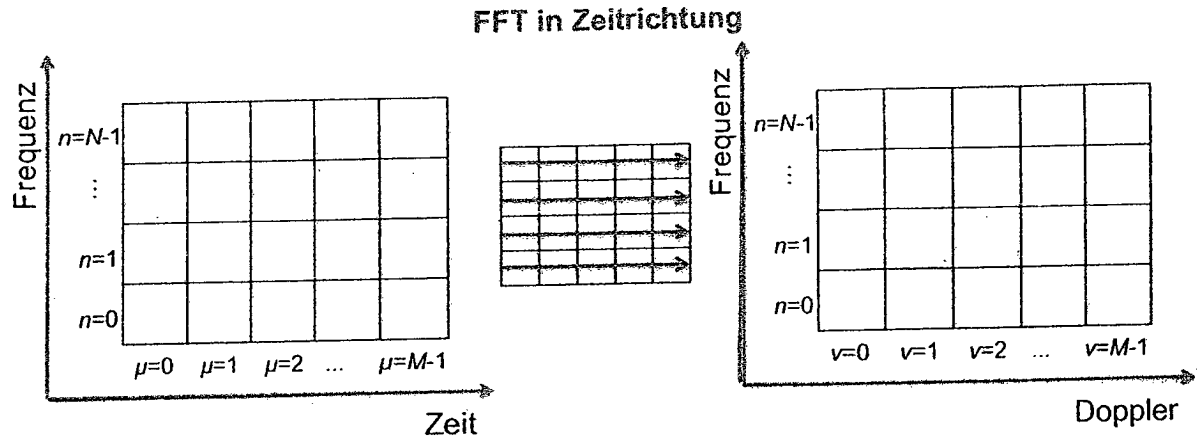 FFT in Zeitrichtung
Frequenz
n=N-1
⋮
n=1
n=0
μ=0 μ=1 μ=2 ... μ=M-1
Zeit
Frequenz
n=N-1
⋮
n=1
n=0
v=0 v=1 v=2 ... v=M-1
Doppler